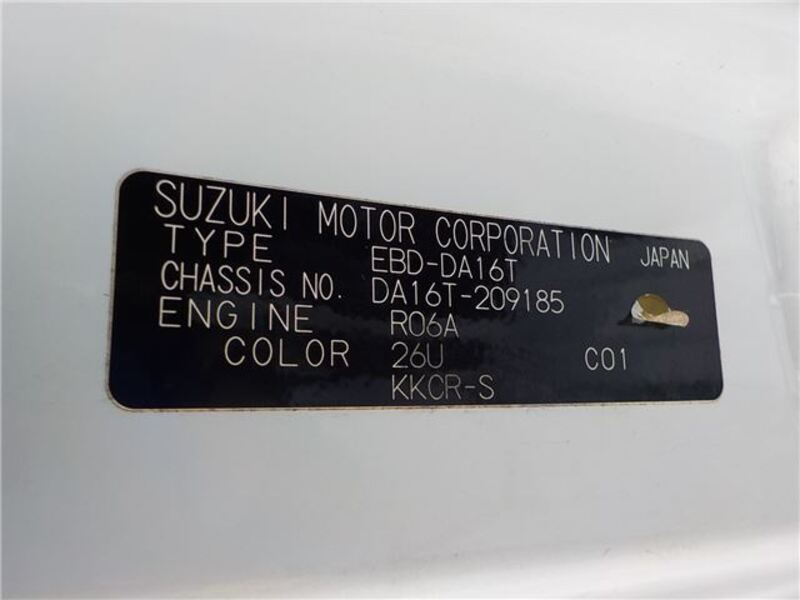 SUZUKI MOTOR CORPORATION JAPAN
TYPE EBD-DA16T
CHASSIS NO. DA16T-209185
ENGINE R06A
COLOR 26U C01
KKCR-S